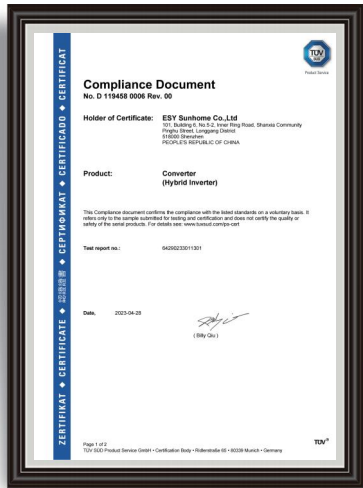 TÜV
SÜD
Product Service
Compliance Document
No. D 119458 0006 Rev. 00
Holder of Certificate: ESY Sunhome Co.,Ltd
101, Building 6, No.5-2, Inner Ring Road, Shanxia Community
Pinghu Street, Longgang District
518000 Shenzhen
PEOPLE'S REPUBLIC OF CHINA
Product: Converter
(Hybrid Inverter)
This Compliance document confirms the compliance with the listed standards on a voluntary basis. It
refers only to the sample submitted for testing and certification and does not certify the quality or
safety of the serial products. For details see: www.tuvsud.com/ps-cert
Test report no.: 64290233011301
Date, 2023-04-28
( Billy Qiu )
Page 1 of 2
TÜV SÜD Product Service GmbH • Certification Body • Ridlerstraße 65 • 80339 Munich • Germany
TÜV®
ZERTIFIKAT ◆ CERTIFICATE ◆ 認證證書 ◆ СЕРТИФИКАТ ◆ CERTIFICADO ◆ CERTIFICAT